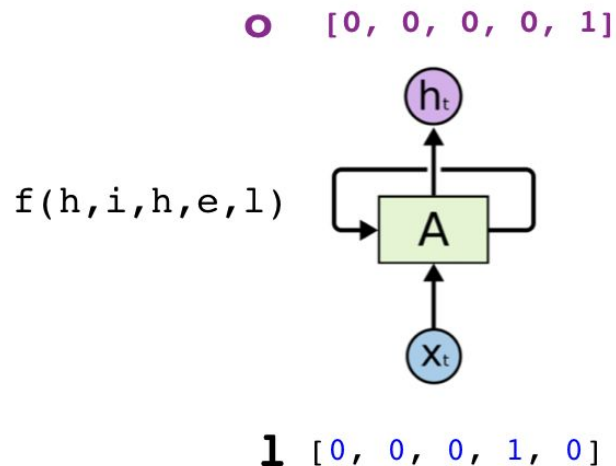 o [0, 0, 0, 0, 1]
ht
f(h,i,h,e,l)
A
xt
l [0, 0, 0, 1, 0]